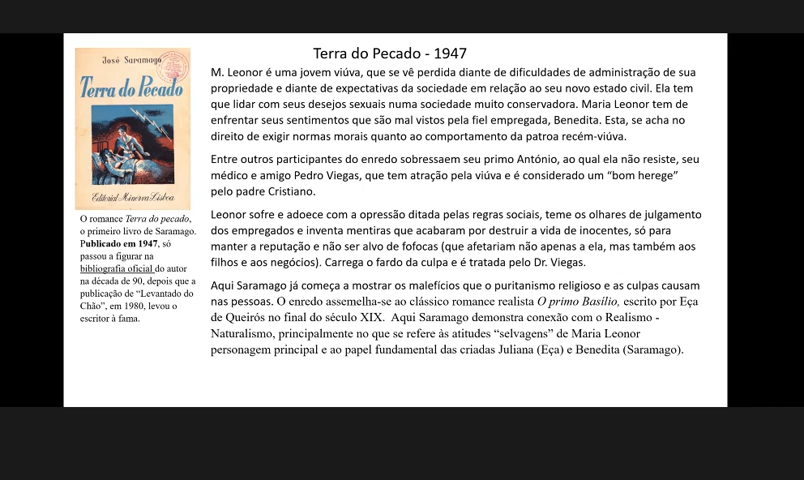 Terra do Pecado - 1947
José Saramago
Terra do Pecado
Editorial Minerva Lisboa
O romance Terra do pecado,
o primeiro livro de Saramago.
Publicado em 1947, só
passou a figurar na
bibliografia oficial do autor
na década de 90, depois que a
publicação de “Levantado do
Chão”, em 1980, levou o
escritor à fama.
M. Leonor é uma jovem viúva, que se vê perdida diante de dificuldades de administração de sua
propriedade e diante de expectativas da sociedade em relação ao seu novo estado civil. Ela tem
que lidar com seus desejos sexuais numa sociedade muito conservadora. Maria Leonor tem de
enfrentar seus sentimentos que são mal vistos pela fiel empregada, Benedita. Esta, se acha no
direito de exigir normas morais quanto ao comportamento da patroa recém-viúva.
Entre outros participantes do enredo sobressaem seu primo António, ao qual ela não resiste, seu
médico e amigo Pedro Viegas, que tem atração pela viúva e é considerado um “bom herege”
pelo padre Cristiano.
Leonor sofre e adoece com a opressão ditada pelas regras sociais, teme os olhares de julgamento
dos empregados e inventa mentiras que acabaram por destruir a vida de inocentes, só para
manter a reputação e não ser alvo de fofocas (que afetariam não apenas a ela, mas também aos
filhos e aos negócios). Carrega o fardo da culpa e é tratada pelo Dr. Viegas.
Aqui Saramago já começa a mostrar os malefícios que o puritanismo religioso e as culpas causam
nas pessoas. O enredo assemelha-se ao clássico romance realista O primo Basílio, escrito por Eça
de Queirós no final do século XIX. Aqui Saramago demonstra conexão com o Realismo -
Naturalismo, principalmente no que se refere às atitudes “selvagens” de Maria Leonor
personagem principal e ao papel fundamental das criadas Juliana (Eça) e Benedita (Saramago).